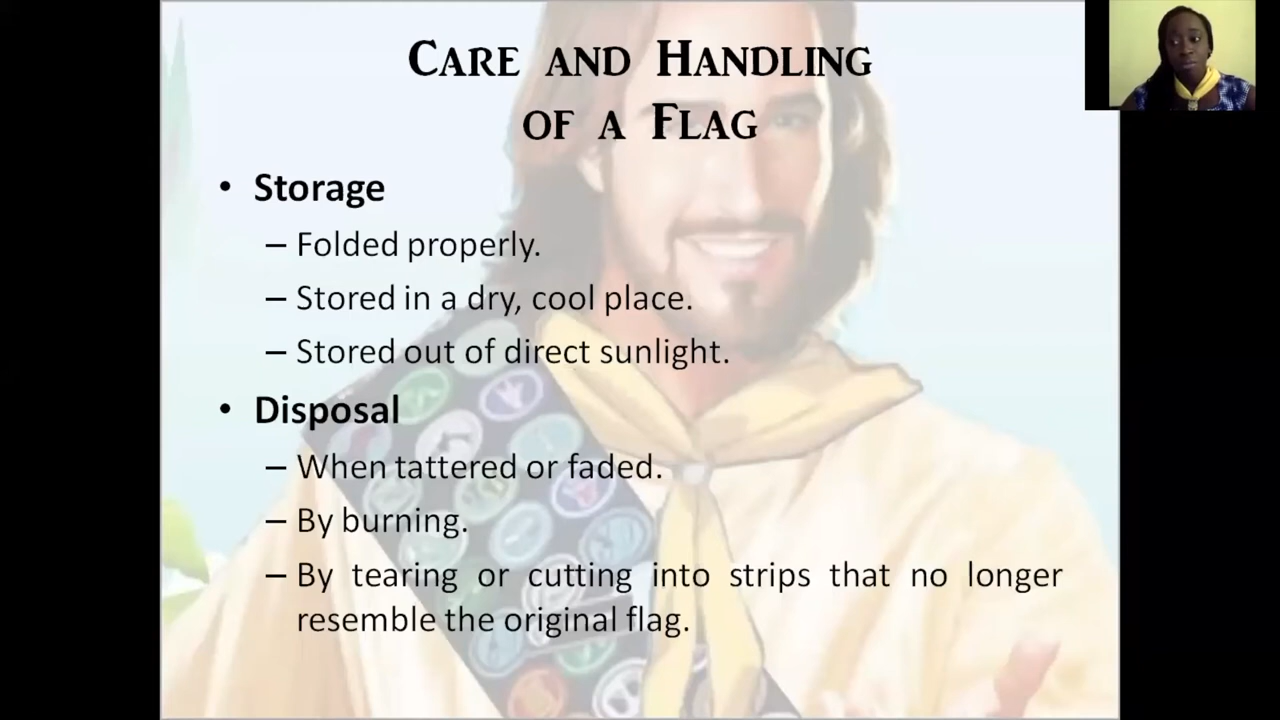 CARE AND HANDLING
OF A FLAG
• Storage
– Folded properly.
– Stored in a dry, cool place.
– Stored out of direct sunlight.
• Disposal
– When tattered or faded.
– By burning.
– By tearing or cutting into strips that no longer
resemble the original flag.